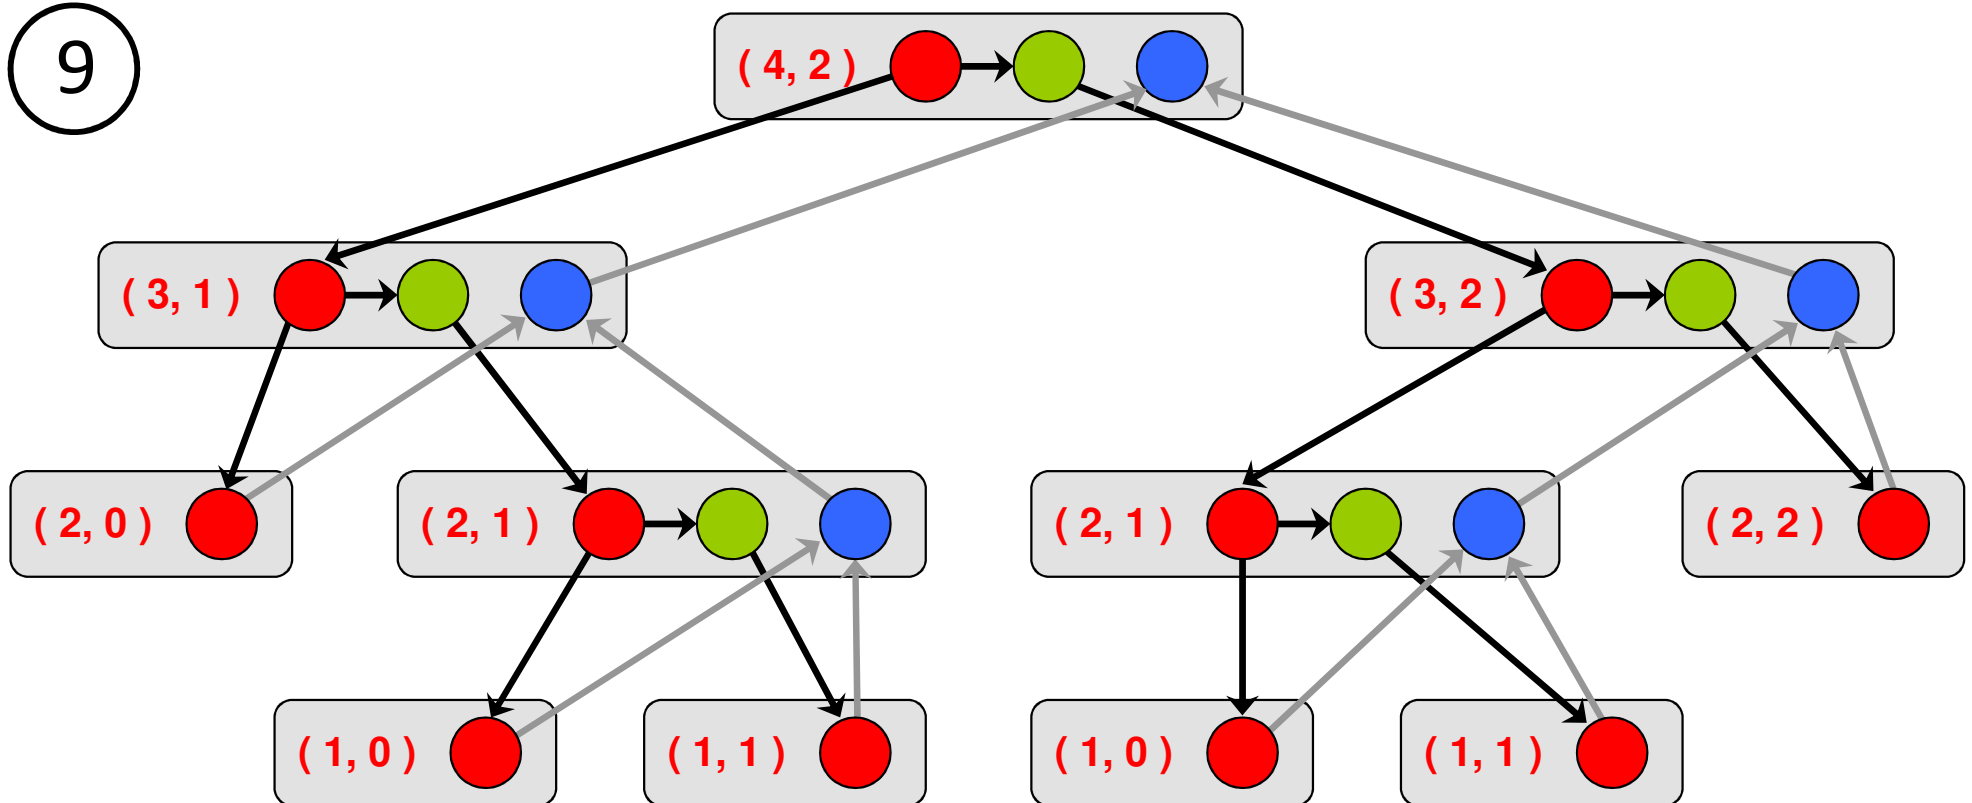 9
( 4, 2 )
( 3, 1 )
( 3, 2 )
( 2, 0 )
( 2, 1 )
( 2, 1 )
( 2, 2 )
( 1, 0 )
( 1, 1 )
( 1, 0 )
( 1, 1 )